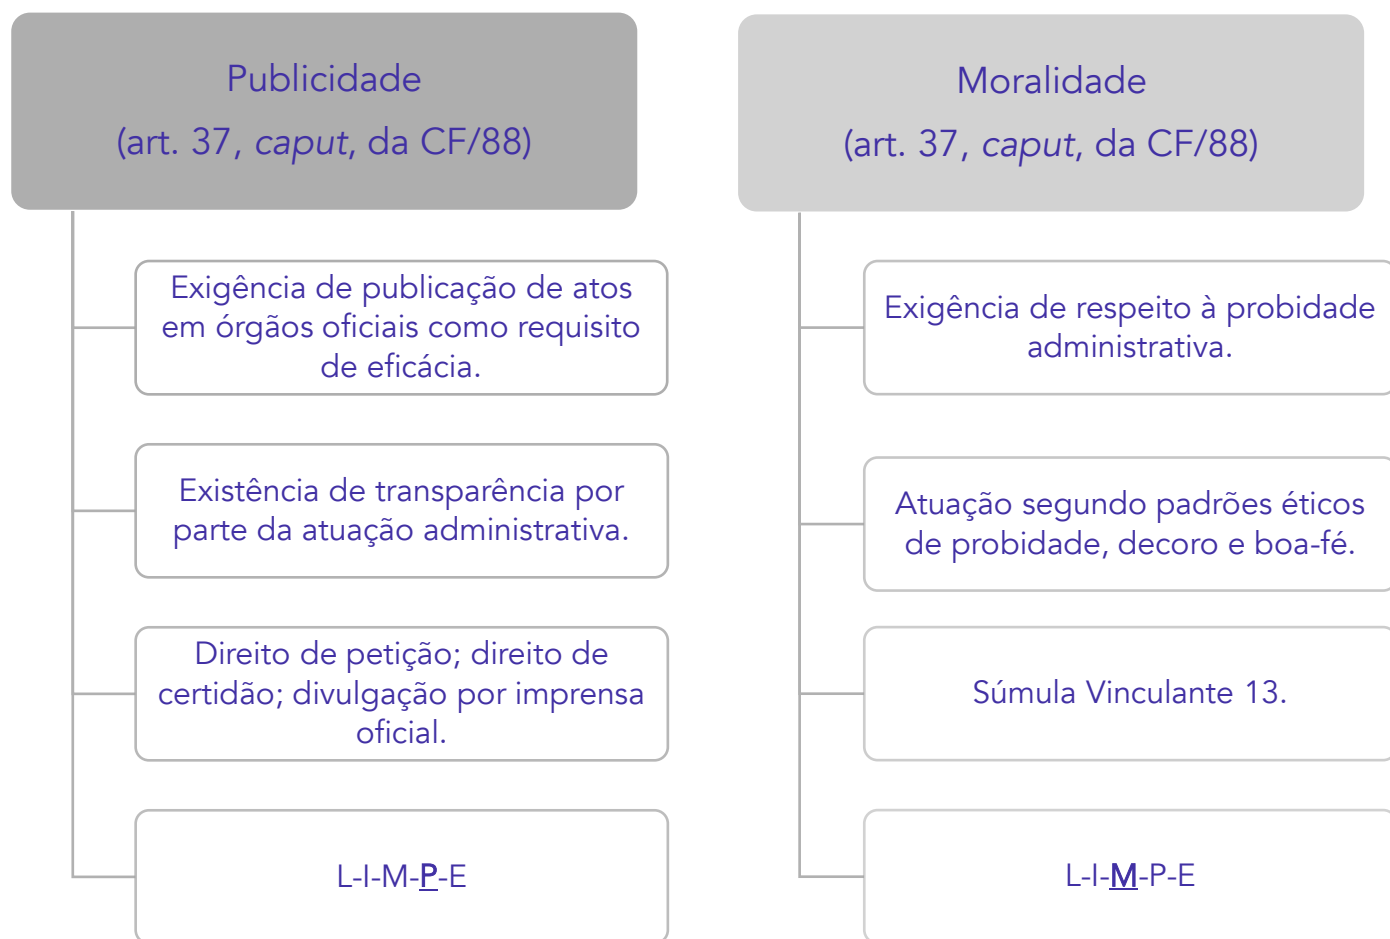 Publicidade
(art. 37, caput, da CF/88)
Exigência de publicação de atos
em órgãos oficiais como requisito
de eficácia.
Existência de transparência por
parte da atuação administrativa.
Direito de petição; direito de
certidão; divulgação por imprensa
oficial.
L-I-M-P-E
Moralidade
(art. 37, caput, da CF/88)
Exigência de respeito à probidade
administrativa.
Atuação segundo padrões éticos
de probidade, decoro e boa-fé.
Súmula Vinculante 13.
L-I-M-P-E